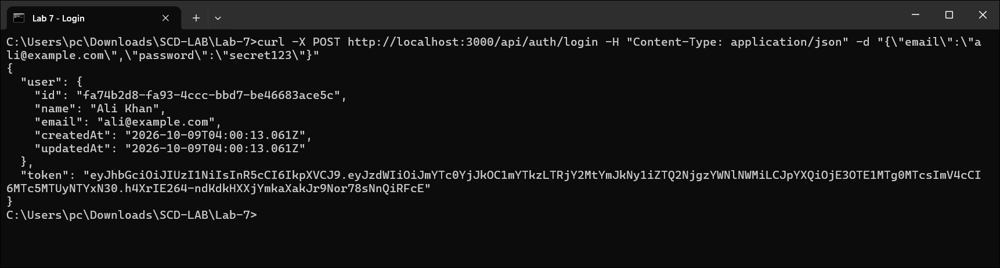 Lab 7 - Login
C:\Users\pc\Downloads\SCD-LAB\Lab-7>curl -X POST http://localhost:3000/api/auth/login -H "Content-Type: application/json" -d "{\"email\":\"a
li@example.com\",\"password\":\"secret123\"}"
{
  "user": {
    "id": "fa74b2d8-fa93-4ccc-bbd7-be46683ace5c",
    "name": "Ali Khan",
    "email": "ali@example.com",
    "createdAt": "2026-10-09T04:00:13.061Z",
    "updatedAt": "2026-10-09T04:00:13.061Z"
  },
  "token": "eyJhbGciOiJIUzI1NiIsInR5cCI6IkpXVCJ9.eyJzdWIiOiJmYTc0YjJkOC1mYTkzLTRjY2MtYmJkNy1iZTQ2NjgzYWNlNWMiLCJpYXQiOjE3OTE1MTg0MTcsImV4cCI
6MTc5MTUyNTYxN30.h4XrIE264-ndKdkHXXjYmkaXakJr9Nor78sNnQiRFcE"
}
C:\Users\pc\Downloads\SCD-LAB\Lab-7>